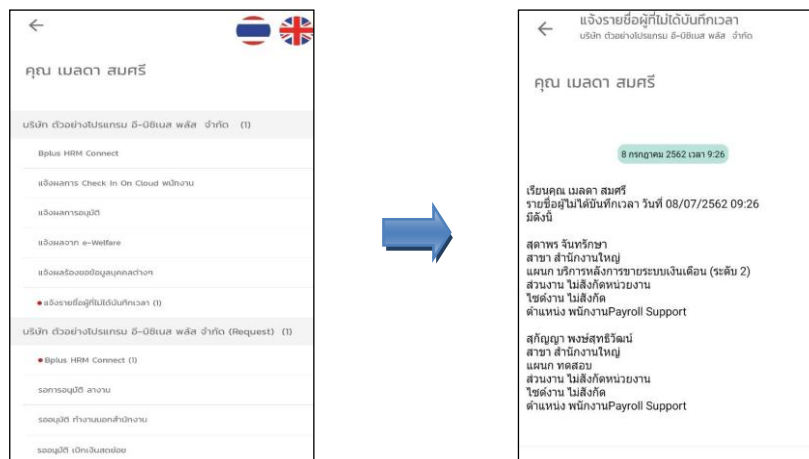 คุณ เมลดา สมศรี
บริษัท ตัวอย่างโปรแกรม อี-บิซิเนส พลัส จำกัด (1)
Bplus HRM Connect
แจ้งผลการ Check In On Cloud พนักงาน
แจ้งผลการอนุมัติ
แจ้งผลจาก e-Welfare
แจ้งผลร้องขอข้อมูลบุคคลต่างๆ
แจ้งรายชื่อผู้ที่ไม่ได้บันทึกเวลา (1)
บริษัท ตัวอย่างโปรแกรม อี-บิซิเนส พลัส จำกัด (Request) (1)
Bplus HRM Connect (1)
รอการอนุมัติ ลางาน
รออนุมัติ ทำงานนอกสำนักงาน
รออนุมัติ เบิกเงินสดย่อย
แจ้งรายชื่อผู้ที่ไม่ได้บันทึกเวลา
บริษัท ตัวอย่างโปรแกรม อี-บิซิเนส พลัส จำกัด
คุณ เมลดา สมศรี
8 กรกฎาคม 2562 เวลา 9:26
เรียนคุณ เมลดา สมศรี
รายชื่อผู้ไม่ได้บันทึกเวลา วันที่ 08/07/2562 09:26
มีดังนี้
สุดาพร จันทรักษา
สาขา สำนักงานใหญ่
แผนก บริการหลังการขายระบบเงินเดือน (ระดับ 2)
ส่วนงาน ไม่สังกัดหน่วยงาน
ไซต์งาน ไม่สังกัด
ตำแหน่ง พนักงานPayroll Support
สุกัญญา พงษ์สุทธิวัฒน์
สาขา สำนักงานใหญ่
แผนก ทดสอบ
ส่วนงาน ไม่สังกัดหน่วยงาน
ไซต์งาน ไม่สังกัด
ตำแหน่ง พนักงานPayroll Support